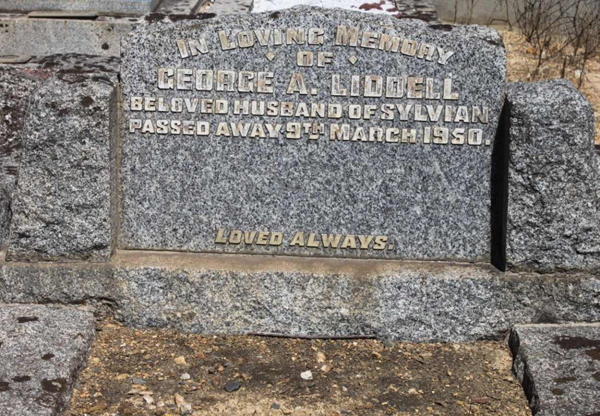 IN LOVING MEMORY
OF
GEORGE A. LIDDELL
BELOVED HUSBAND OF SYLVIAN
PASSED AWAY 9TH MARCH 1950.
LOVED ALWAYS.